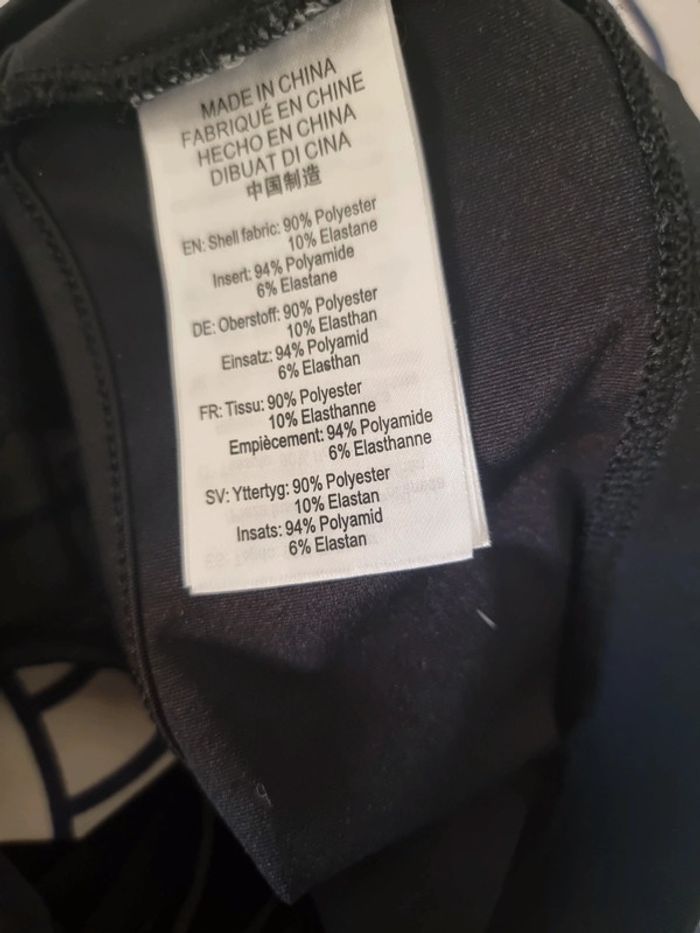 MADE IN CHINA
FABRIQUÉ EN CHINE
HECHO EN CHINA
DIBUAT DI CINA
中国制造
EN: Shell fabric: 90% Polyester
10% Elastane
Insert: 94% Polyamide
6% Elastane
DE: Oberstoff: 90% Polyester
10% Elasthan
Einsatz: 94% Polyamid
6% Elasthan
FR: Tissu: 90% Polyester
10% Elasthanne
Empiècement: 94% Polyamide
6% Elasthanne
SV: Yttertyg: 90% Polyester
10% Elastan
Insats: 94% Polyamid
6% Elastan